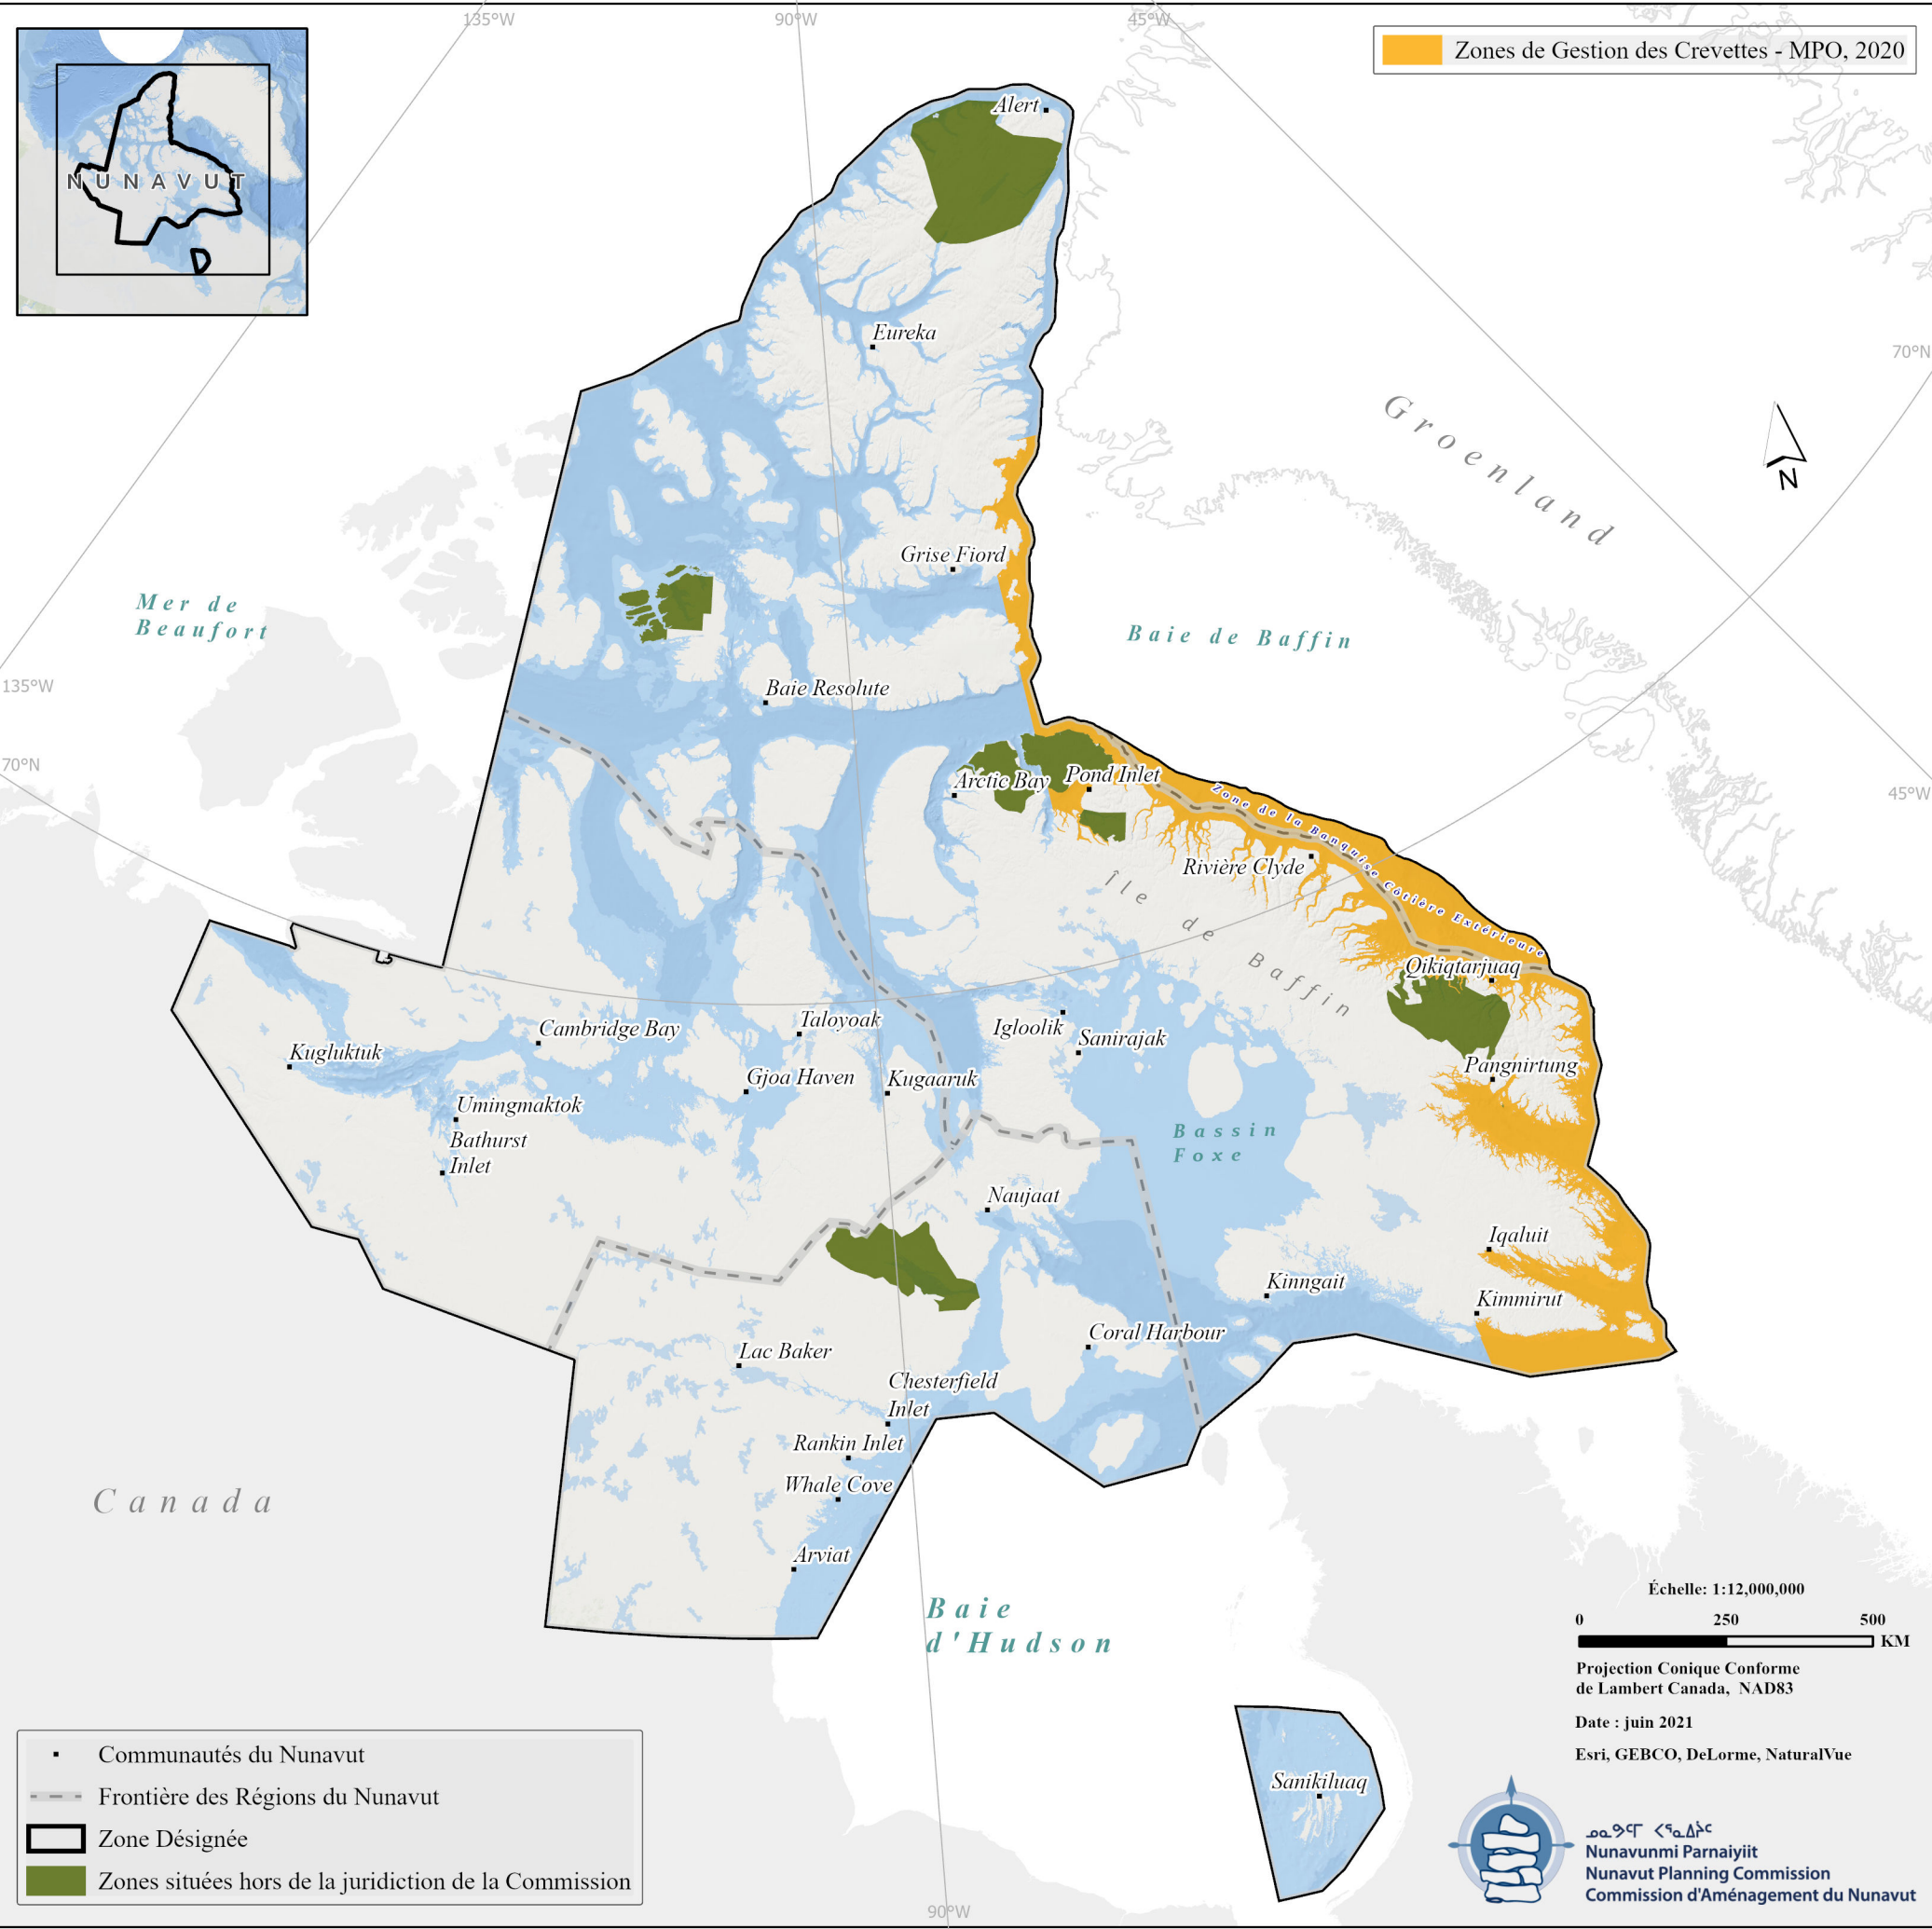 135°W
90°W
45°W
Zones de Gestion des Crevettes - MPO, 2020
NUNAVUT
Alert
Eureka
70°N
Groenland
N
Grise Fiord
Mer de
Beaufort
Baie de Baffin
135°W
Baie Resolute
70°N
Arctic Bay
Pond Inlet
45°W
Zone de la Banquise Côtière Extérieure
Rivière Clyde
Île de Baffin
Qikiqtarjuaq
Cambridge Bay
Taloyoak
Igloolik
Sanirajak
Kugluktuk
Gjoa Haven
Kugaaruk
Pangnirtung
Umingmaktok
Bathurst
Inlet
Bassin
Foxe
Naujaat
Iqaluit
Kinngait
Kimmirut
Coral Harbour
Lac Baker
Chesterfield
Inlet
Rankin Inlet
Whale Cove
Canada
Arviat
Baie
d'Hudson
Échelle: 1:12,000,000
0 250 500
KM
Projection Conique Conforme
de Lambert Canada, NAD83
Date : juin 2021
Esri, GEBCO, DeLorme, NaturalVue
Communautés du Nunavut
Frontière des Régions du Nunavut
Zone Désignée
Zones situées hors de la juridiction de la Commission
Sanikiluaq
90°W
ᓄᓇᕗᒻᒥ ᐸᕐᓇᐃᔩᑦ
Nunavunmi Parnaiyiit
Nunavut Planning Commission
Commission d'Aménagement du Nunavut